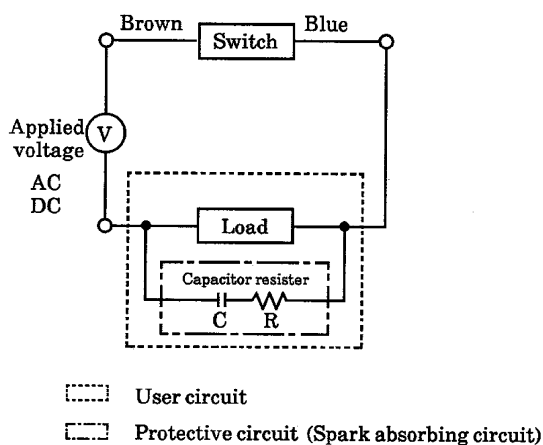 Brown
Switch
Blue
Applied
voltage
V
AC
DC
Load
Capacitor resister
C
R
User circuit
Protective circuit (Spark absorbing circuit)